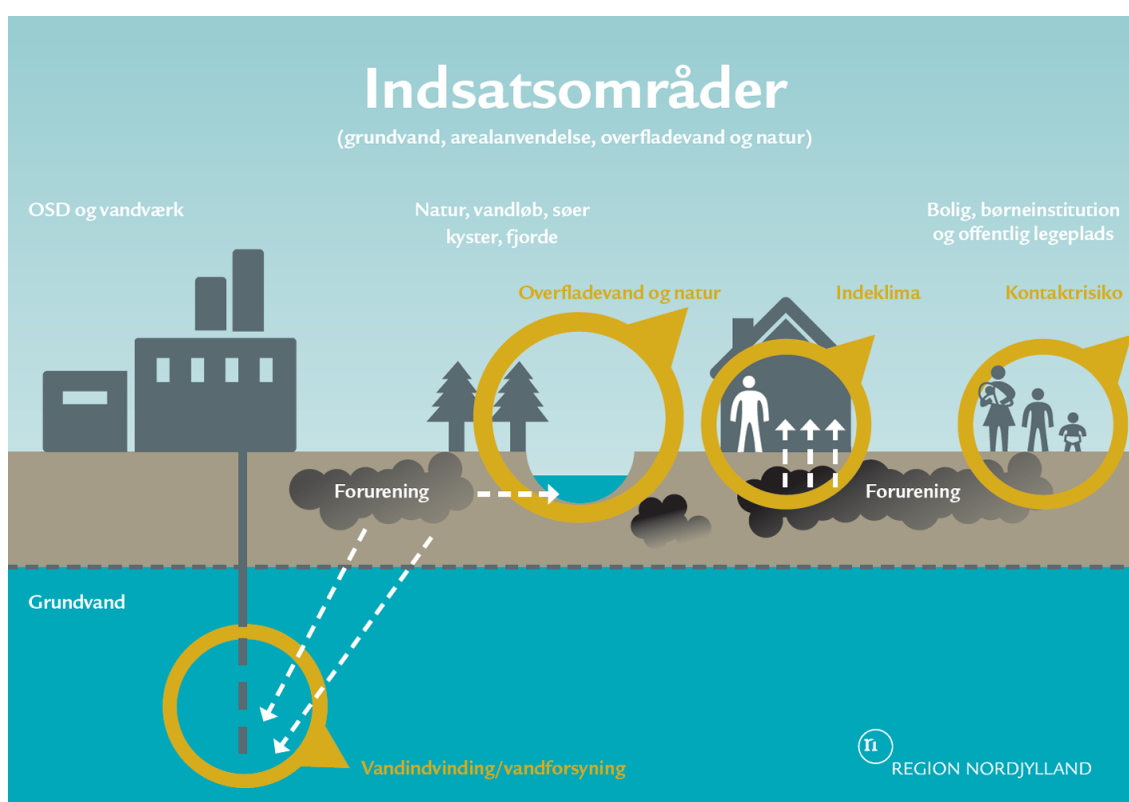 Indsatsområder
(grundvand, arealanvendelse, overfladevand og natur)
OSD og vandværk
Natur, vandløb, søer
kyster, fjorde
Bolig, børneinstitution
og offentlig legeplads
Overfladevand og natur
Indeklima
Kontaktrisiko
Forurening
Forurening
Grundvand
Vandindvinding/vandforsyning
rn
REGION NORDJYLLAND